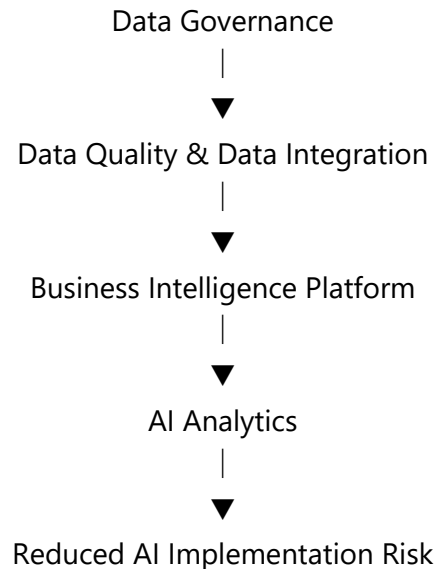 Data Governance
Data Quality & Data Integration
Business Intelligence Platform
AI Analytics
Reduced AI Implementation Risk